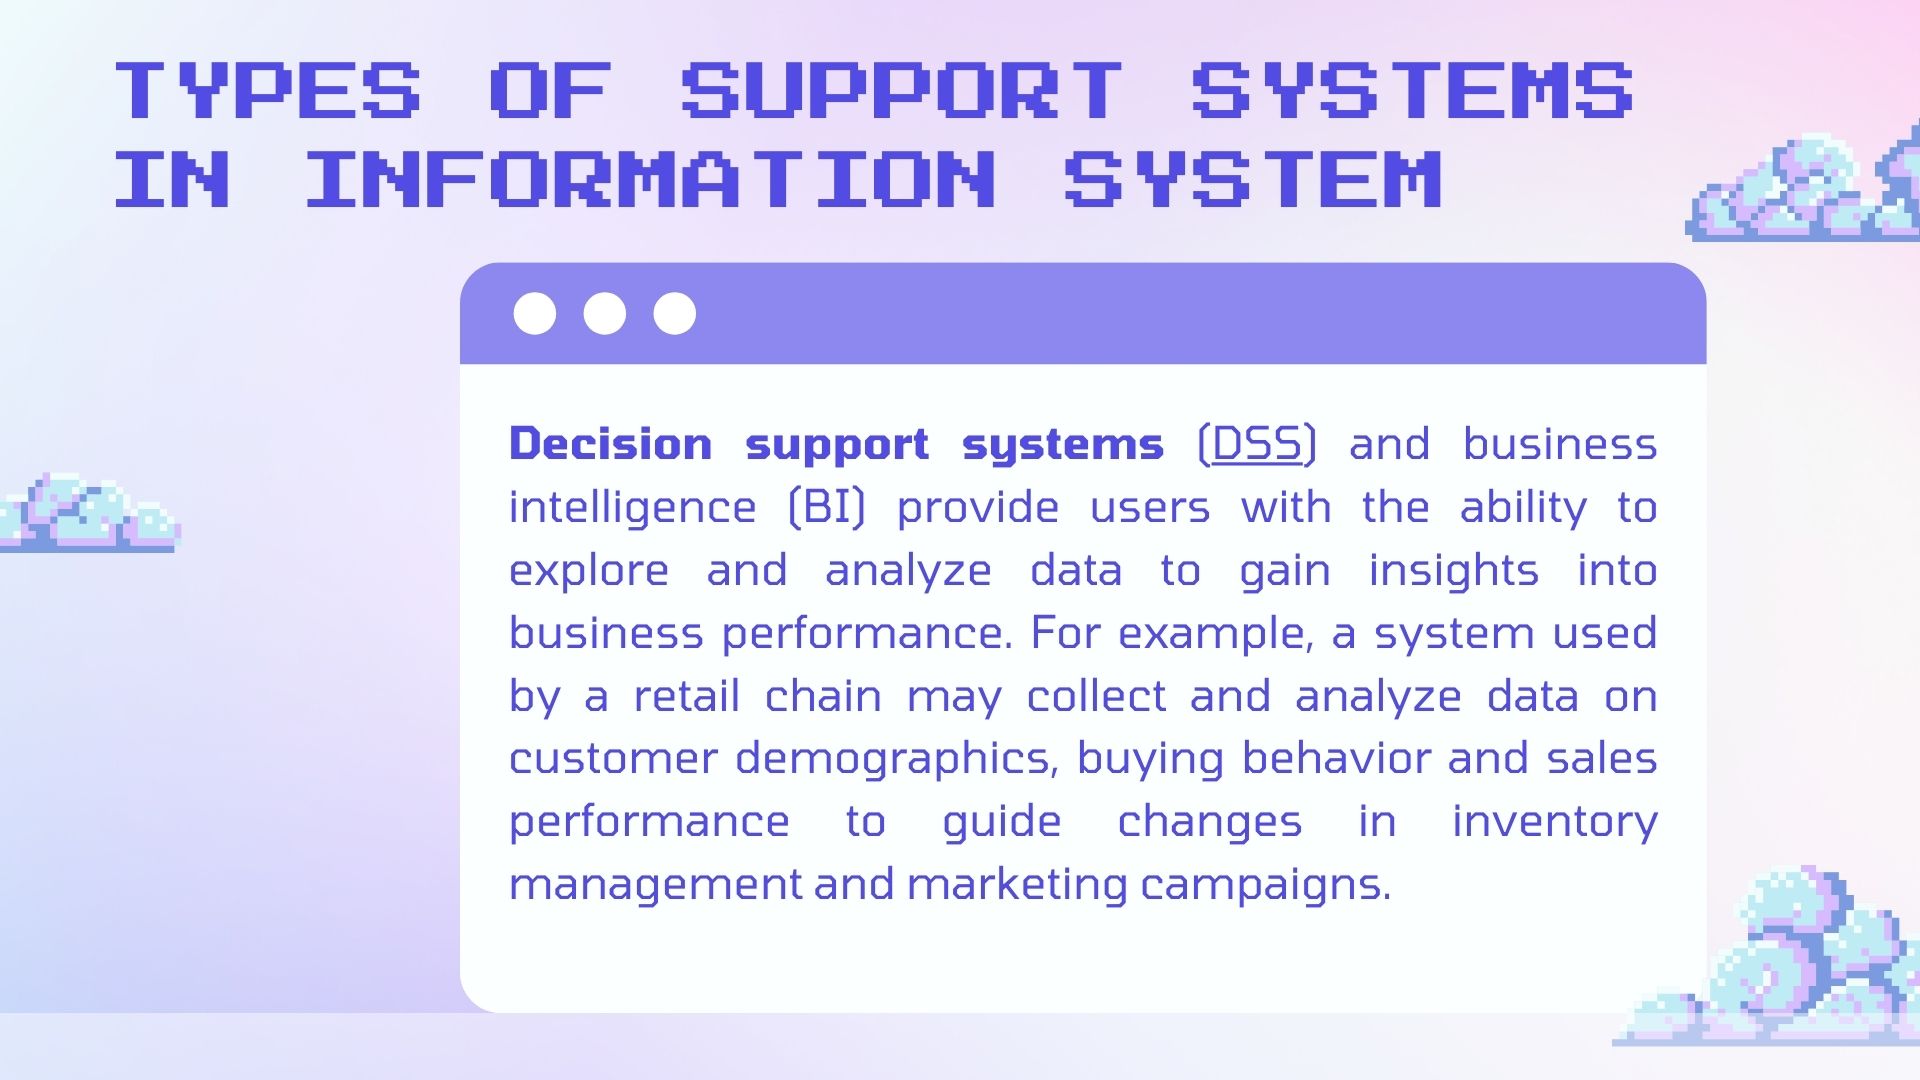 TYPES OF SUPPORT SYSTEMS
IN INFORMATION SYSTEM
Decision support systems (DSS) and business
intelligence (BI) provide users with the ability to
explore and analyze data to gain insights into
business performance. For example, a system used
by a retail chain may collect and analyze data on
customer demographics, buying behavior and sales
performance to guide changes in inventory
management and marketing campaigns.